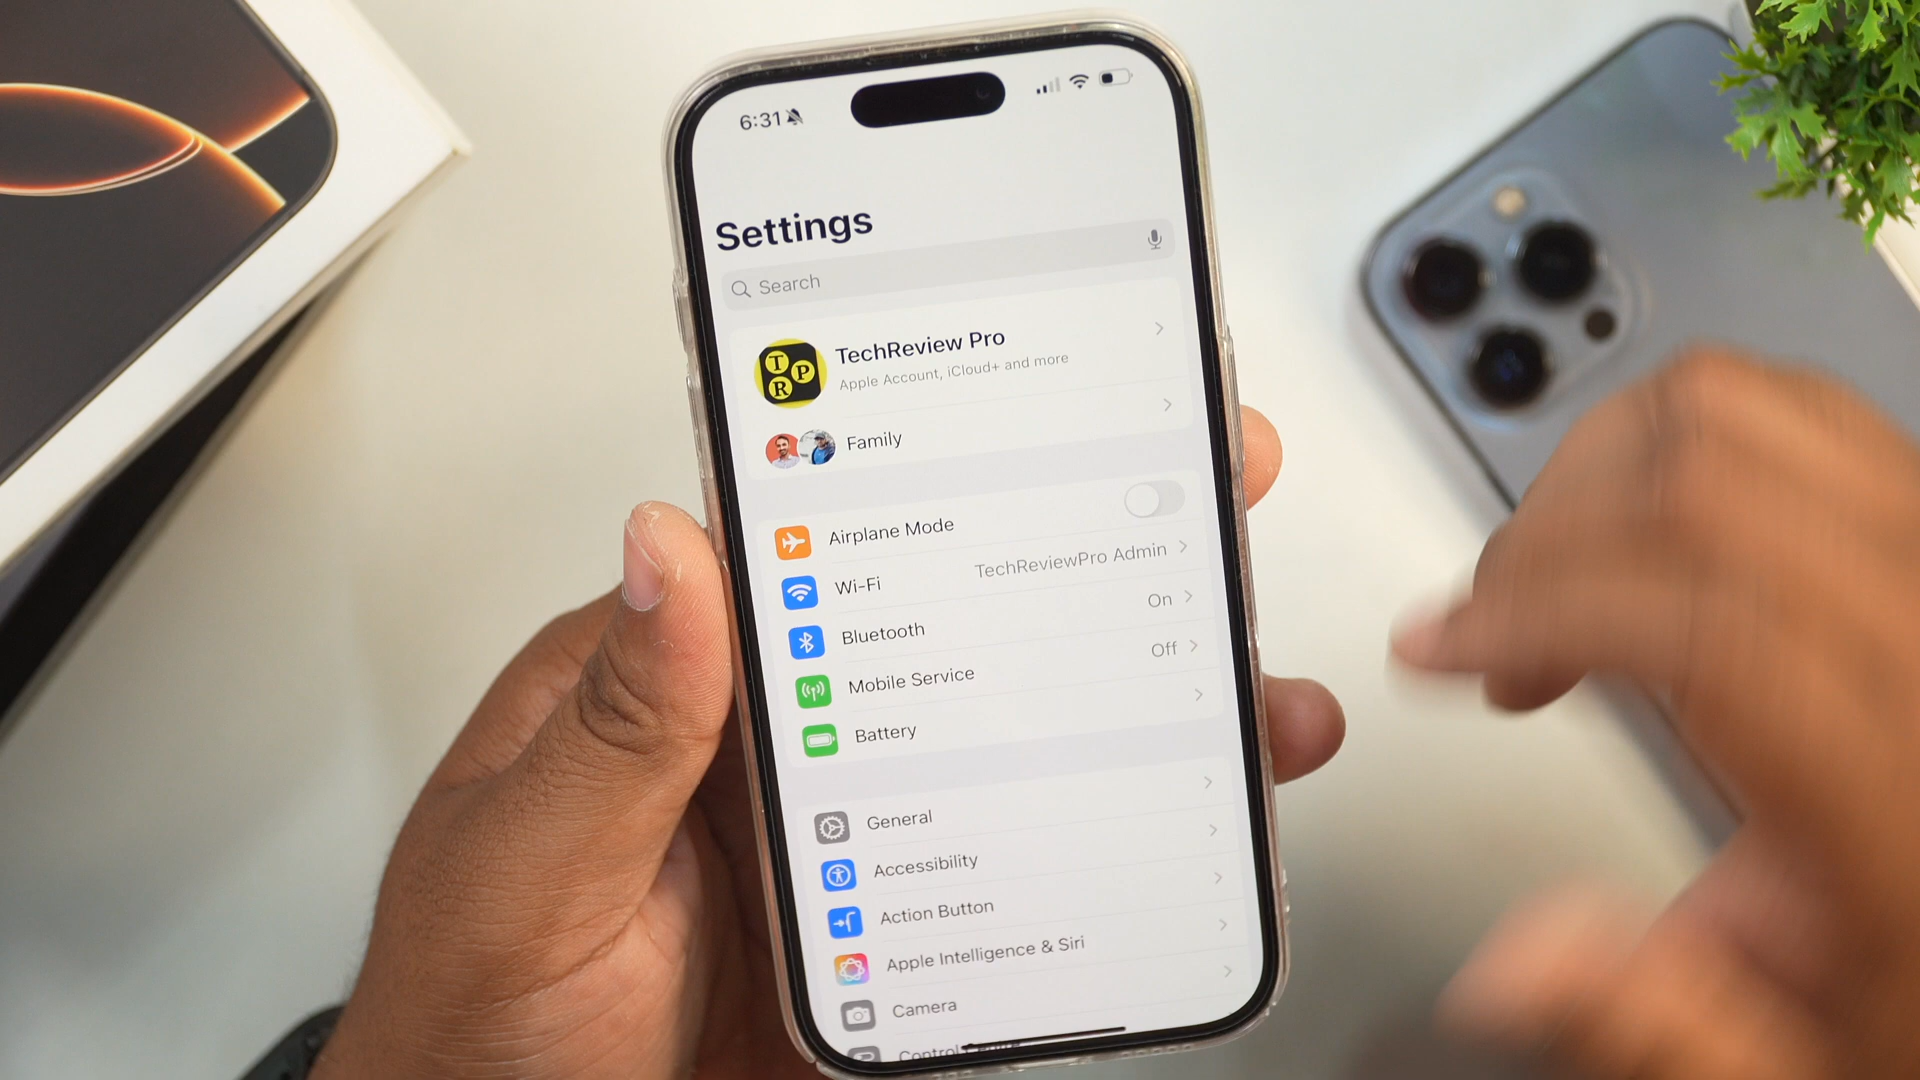 6:31
Settings
Search
TechReview Pro
Apple Account, iCloud+ and more
T
P
R
Family
Airplane Mode
Wi-Fi TechReviewPro Admin
Bluetooth On
Mobile Service Off
Battery
General
Accessibility
Action Button
Apple Intelligence & Siri
Camera
Control